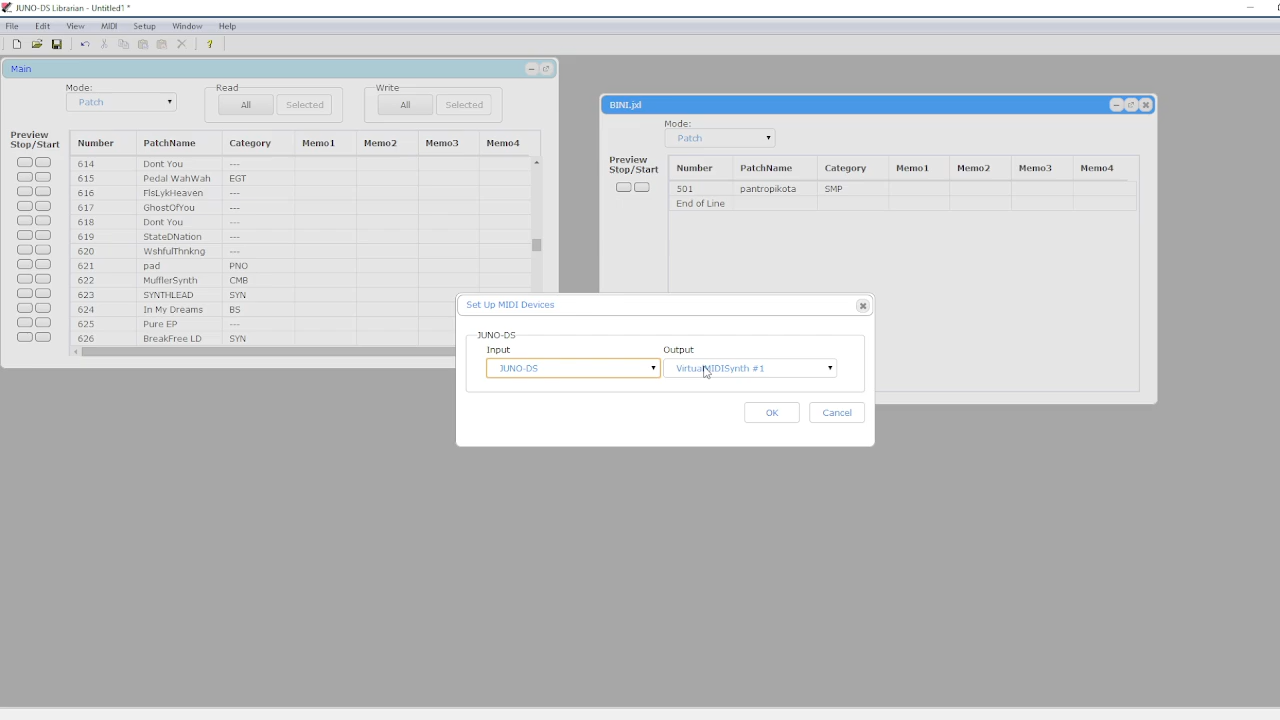 JUNO-DS Librarian - Untitled1 *
File Edit View MIDI Setup Window Help
Main
Mode:
Patch
Read
All Selected
Write
All Selected
Preview
Stop/Start
Number PatchName Category Memo1 Memo2 Memo3 Memo4
614 Dont You ---
615 Pedal WahWah EGT
616 FlsLykHeaven ---
617 GhostOfYou ---
618 Dont You ---
619 StateDNation ---
620 WshfulThnkng ---
621 pad PNO
622 MufflerSynth CMB
623 SYNTHLEAD SYN
624 In My Dreams BS
625 Pure EP ---
626 BreakFree LD SYN
BINI.jxl
Mode:
Patch
Preview
Stop/Start
Number PatchName Category Memo1 Memo2 Memo3 Memo4
501 pantropikota SMP
End of Line
Set Up MIDI Devices
JUNO-DS
Input Output
JUNO-DS VirtualMIDISynth #1
OK Cancel